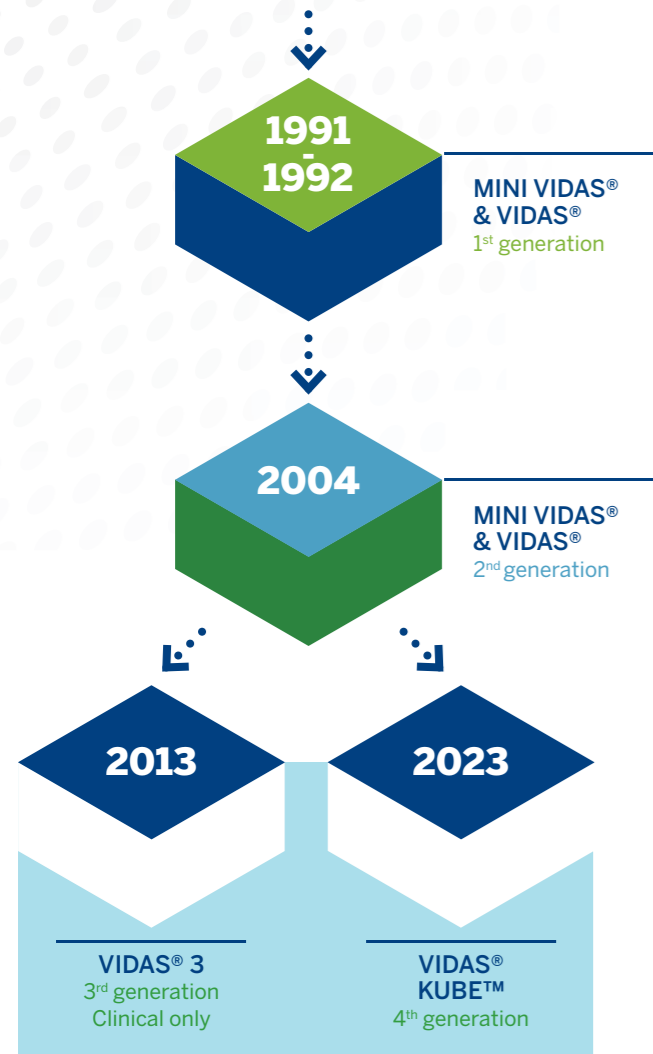 1991
-
1992
MINI VIDAS®
& VIDAS®
1st generation
2004
MINI VIDAS®
& VIDAS®
2nd generation
2013
2023
VIDAS® 3
3rd generation
Clinical only
VIDAS®
KUBE™
4th generation